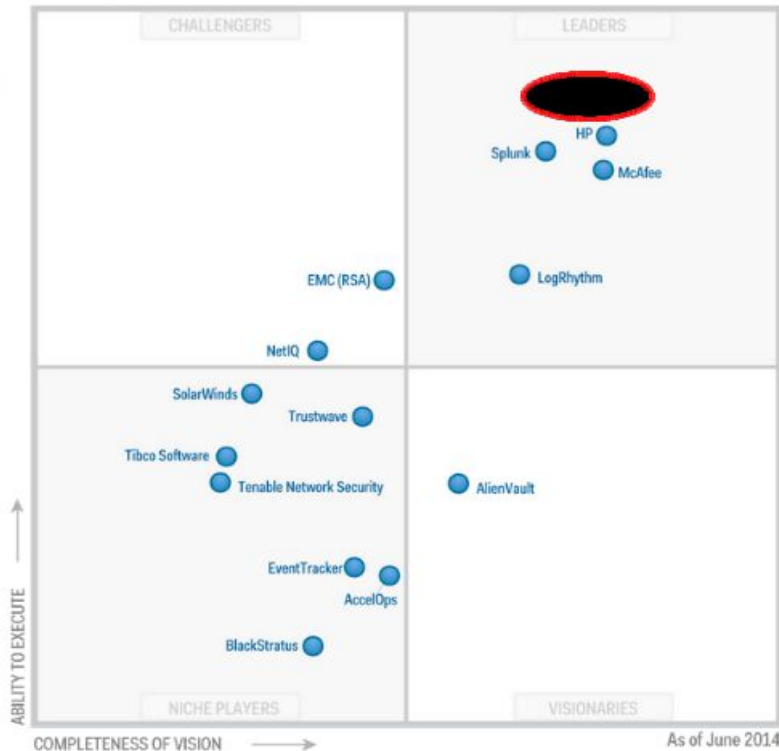 CHALLENGERS
LEADERS
HP
Splunk
McAfee
EMC (RSA)
LogRhythm
NetIQ
SolarWinds
Trustwave
Tibco Software
Tenable Network Security
AlienVault
EventTracker
AccelOps
BlackStratus
NICHE PLAYERS
VISIONARIES
ABILITY TO EXECUTE
COMPLETENESS OF VISION
As of June 2014